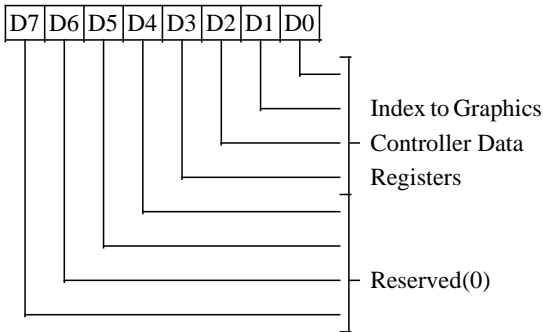 D7 D6 D5 D4 D3 D2 D1 D0
Index to Graphics
Controller Data
Registers
Reserved(0)